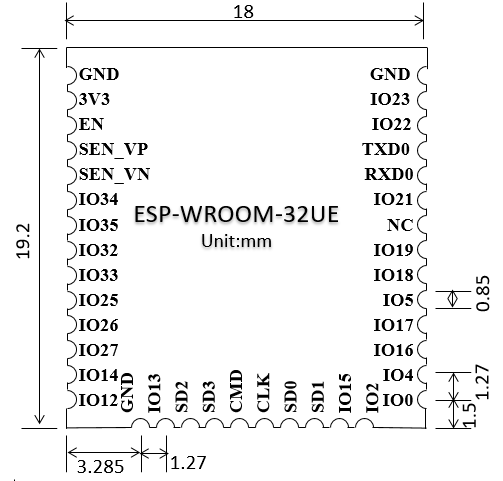 18
GND GND
3V3 IO23
EN IO22
SEN_VP TXD0
SEN_VN RXD0
IO34 IO21
ESP-WROOM-32UE
IO35 NC
Unit:mm
19.2
IO32 IO19
IO33 IO18
IO25 IO5 0.85
IO26 IO17
IO27 IO16
IO14 IO4 1.27
IO12 IO0 1.5
GND IO13 SD2 SD3 CMD CLK SD0 SD1 IO15 IO2
3.285 1.27